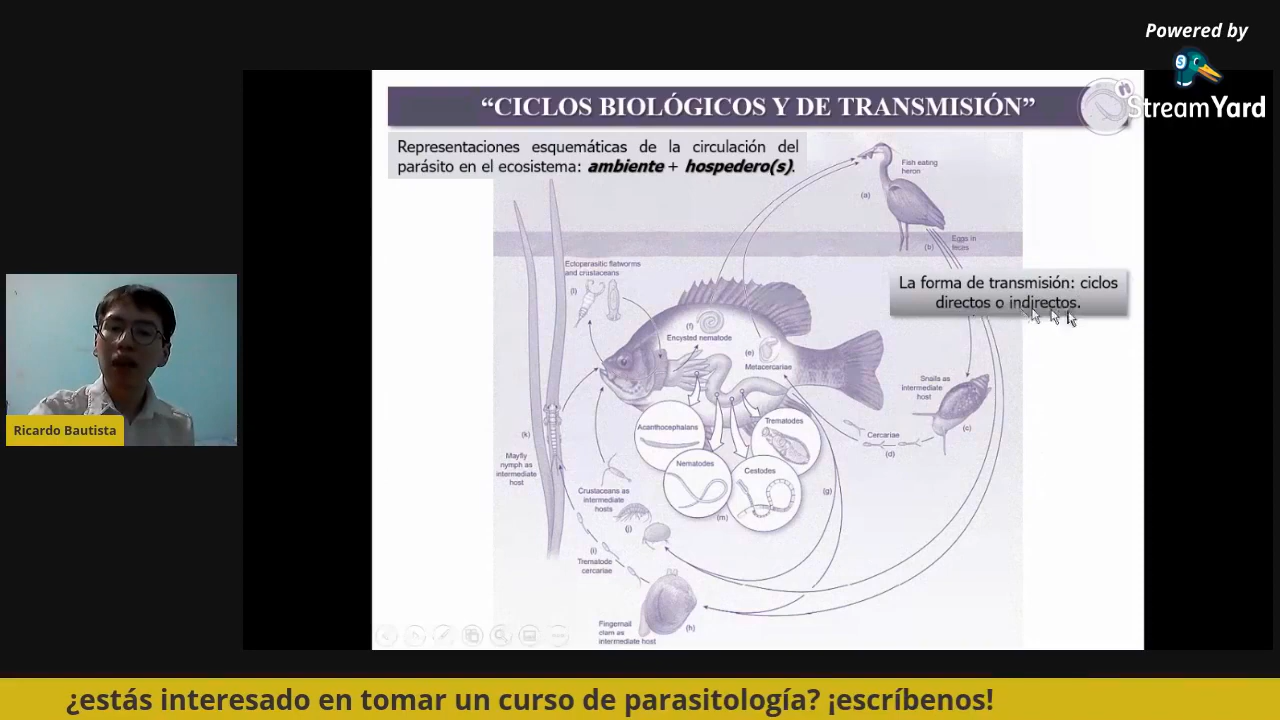 Powered by
StreamYard
“CICLOS BIOLÓGICOS Y DE TRANSMISIÓN”
Representaciones esquemáticas de la circulación del
parásito en el ecosistema: ambiente + hospedero(s).
Fish eating
heron
(a)
(b)
Eggs in
feces
La forma de transmisión: ciclos
directos o indirectos.
Ectoparasitic flatworms
and crustaceans
(l)
(f)
Encysted nematode
(e)
Metacercariae
Snails as
intermediate
host
(c)
Cercariae
(d)
Acanthocephalans
Trematodes
Nematodes
Cestodes
(m)
(g)
(k)
Mayfly
nymph as
intermediate
host
Crustaceans as
intermediate
hosts
(j)
(i)
Trematode
cercariae
Fingernail
clam as
intermediate host
(h)
Ricardo Bautista
¿estás interesado en tomar un curso de parasitología? ¡escríbenos!